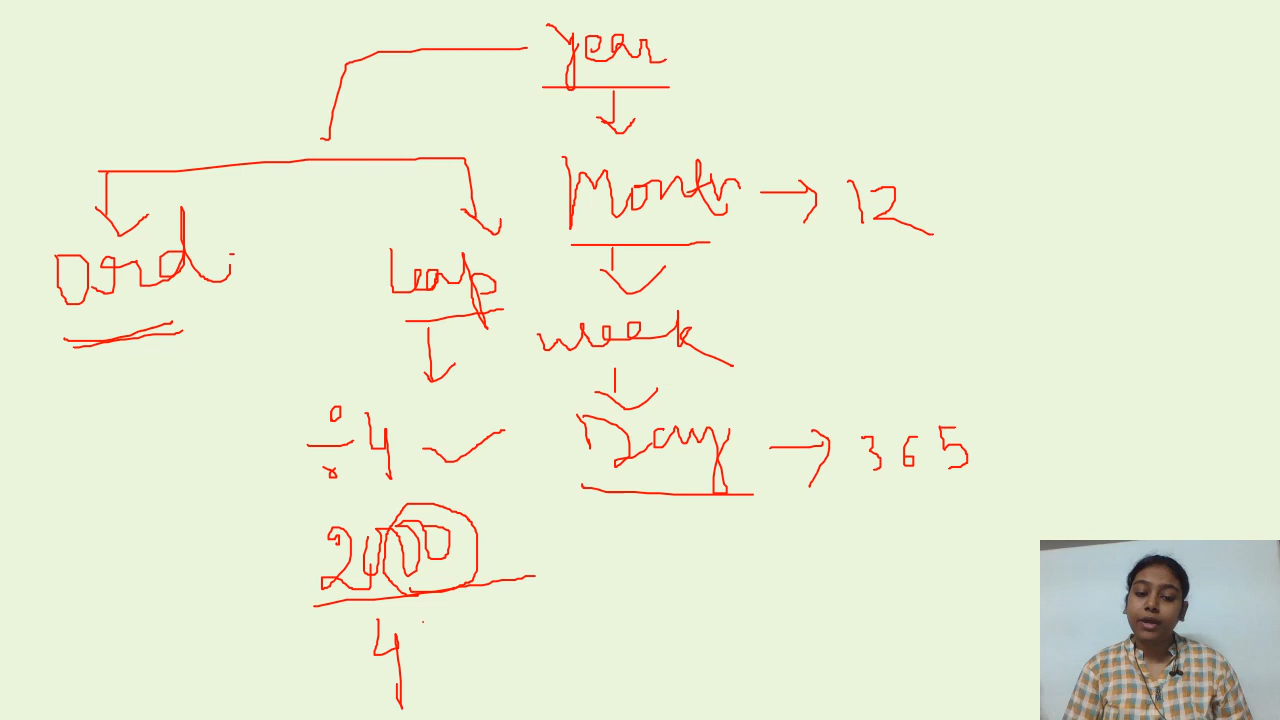 Year
Month → 12
Ordi
Leap
week
÷ 4 ✓
Day → 365
2000
4